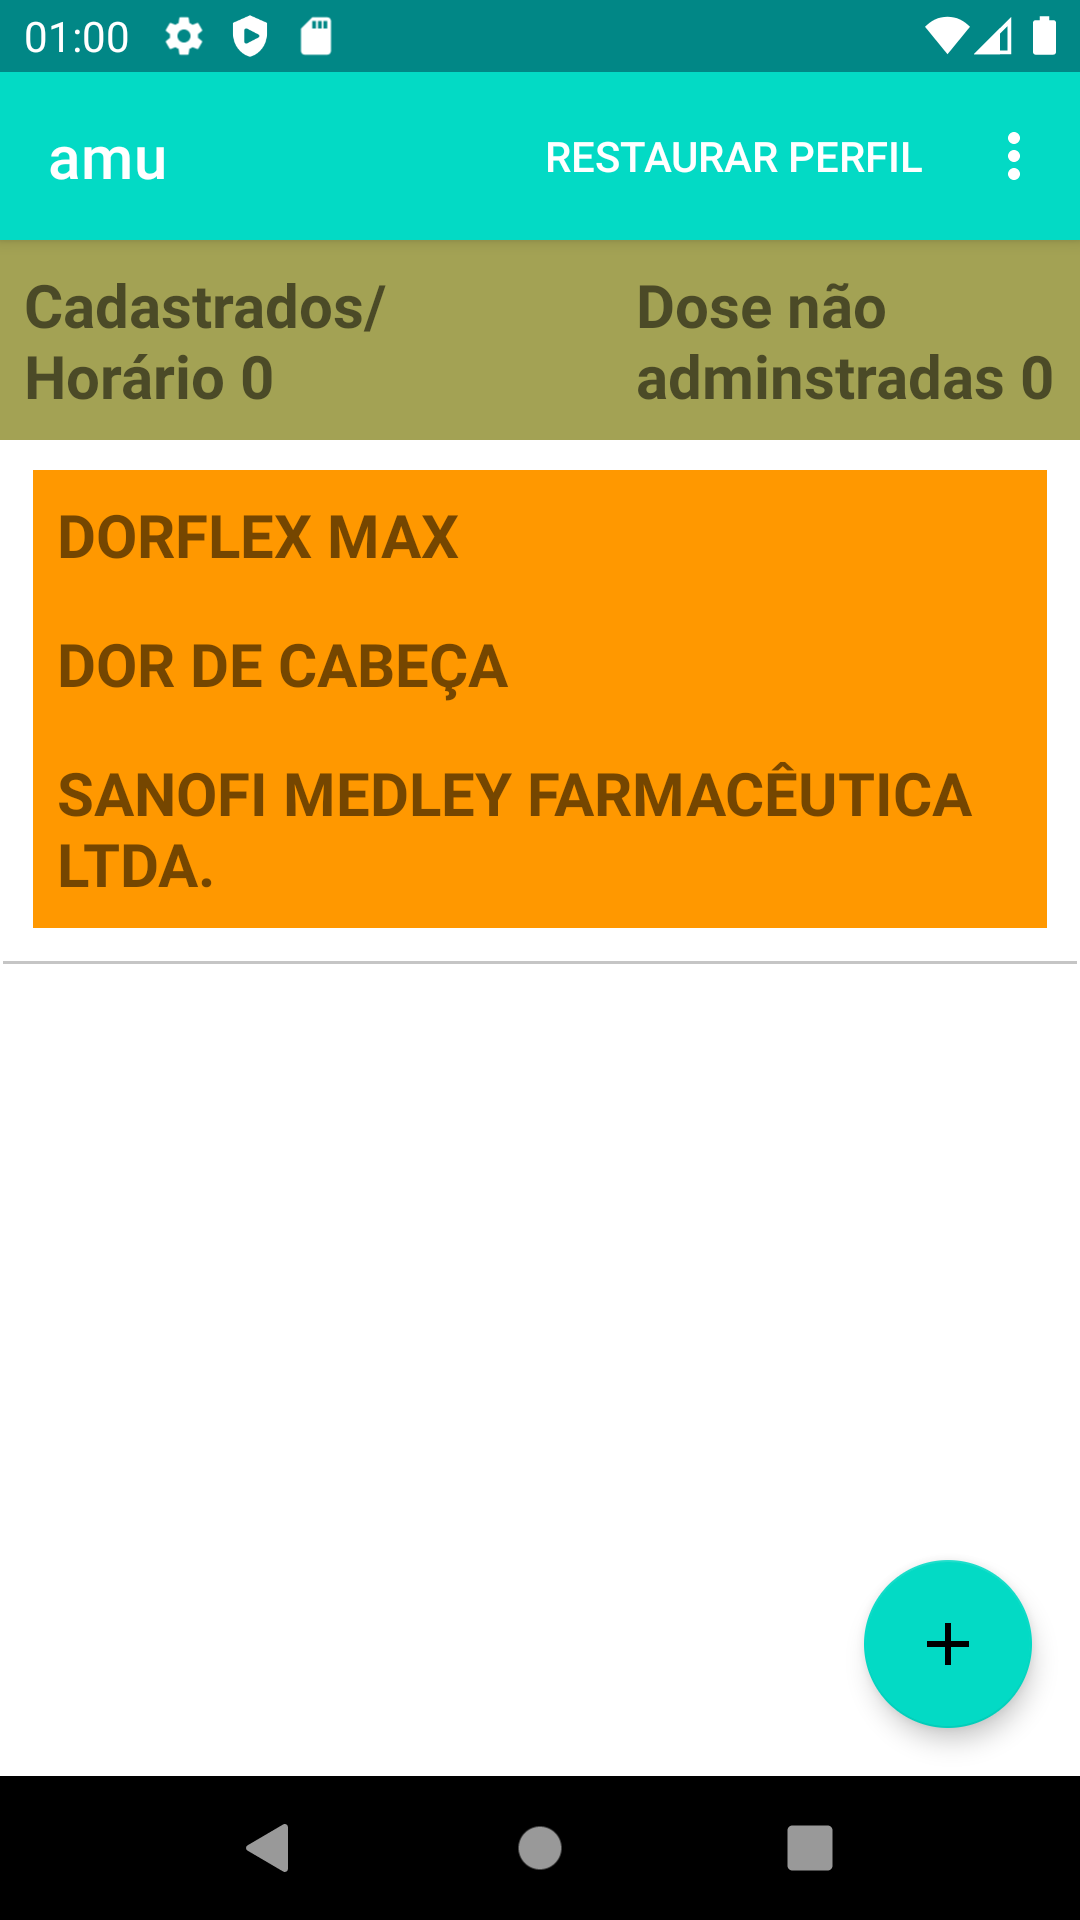 01:00
amu
RESTAURAR PERFIL
Cadastrados/
Horário 0
Dose não
adminstradas 0
DORFLEX MAX
DOR DE CABEÇA
SANOFI MEDLEY FARMACÊUTICA
LTDA.